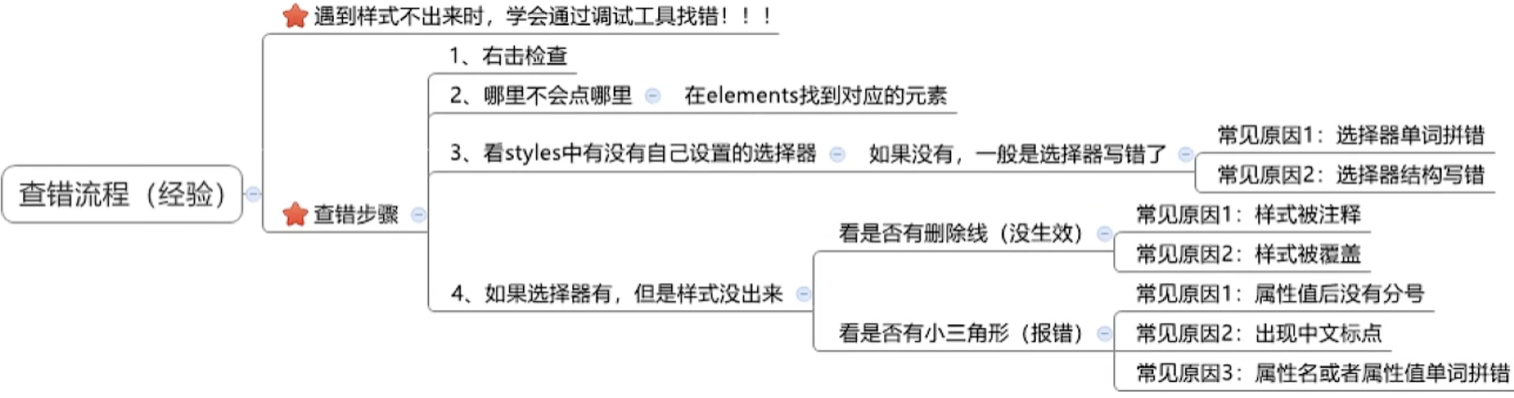 遇到样式不出来时，学会通过调试工具找错！！！
1、右击检查
2、哪里不会点哪里
在elements找到对应的元素
3、看styles中有没有自己设置的选择器
如果没有，一般是选择器写错了
常见原因1：选择器单词拼错
常见原因2：选择器结构写错
查错流程（经验）
查错步骤
看是否有删除线（没生效）
常见原因1：样式被注释
常见原因2：样式被覆盖
4、如果选择器有，但是样式没出来
常见原因1：属性值后没有分号
看是否有小三角形（报错）
常见原因2：出现中文标点
常见原因3：属性名或者属性值单词拼错